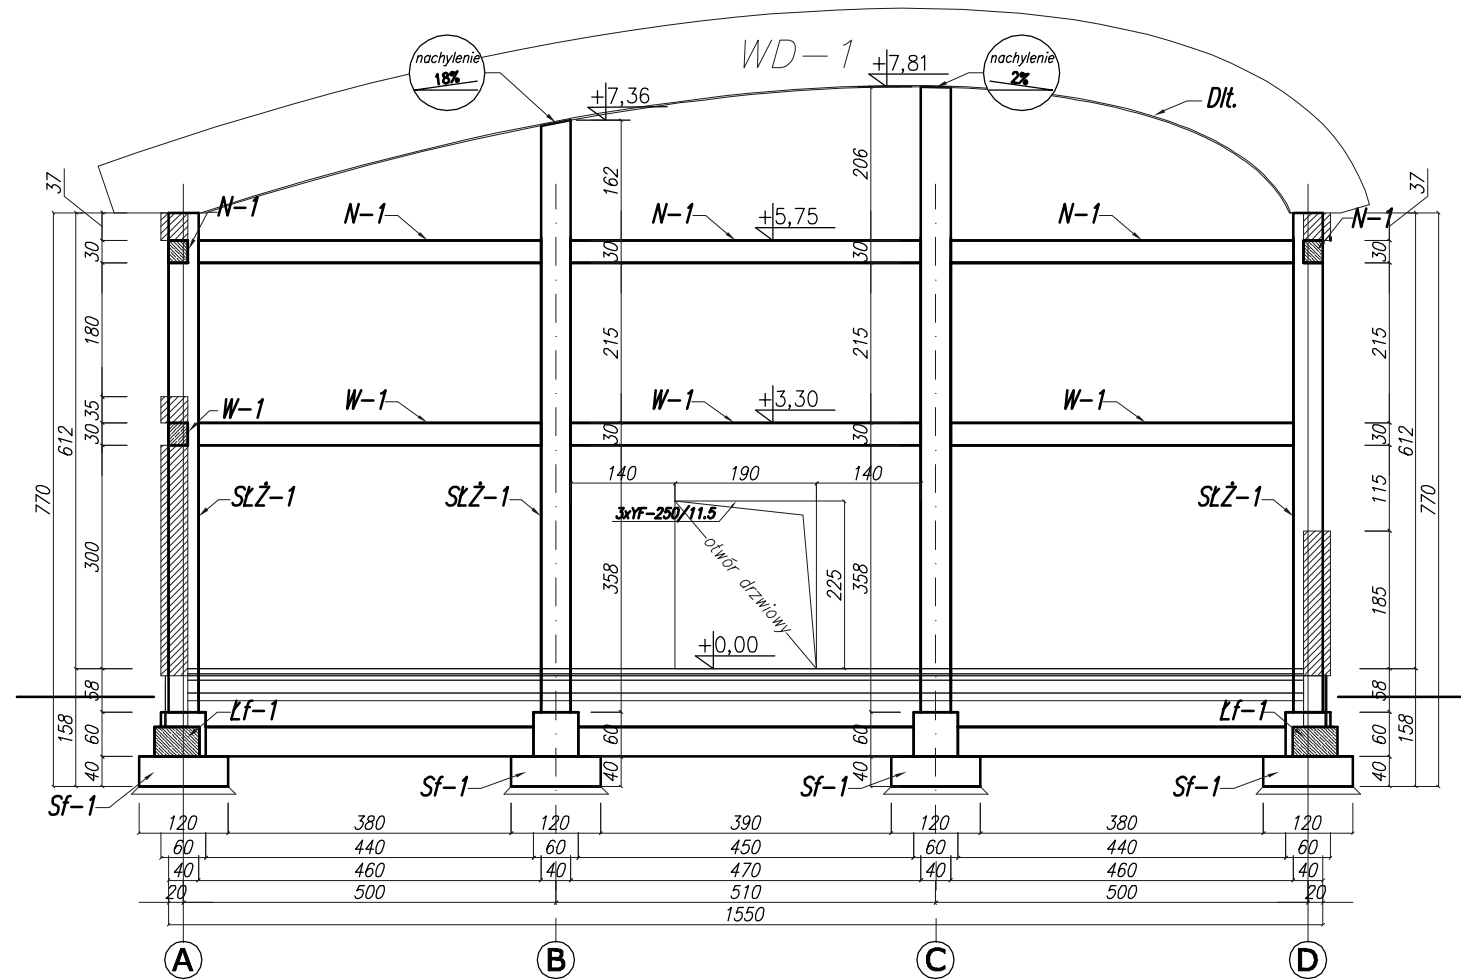 WD-1
nachylenie
18%
nachylenie
2%
+7,81
+7,36
Dlt.
37
162
206
37
N-1
N-1
N-1
+5,75
N-1
N-1
30
30
30
30
180
215
215
215
35
W-1
W-1
W-1
+3,30
W-1
30
30
30
30
612
612
770
770
140
190
140
SŁŻ-1
SŁŻ-1
SŁŻ-1
115
3xYF-250/11.5
otwór drzwiowy
300
358
225
358
185
+0,00
58
58
158
158
Łf-1
Łf-1
60
60
60
60
40
40
40
40
Sf-1
Sf-1
Sf-1
Sf-1
120
380
120
390
120
380
120
60
440
60
450
60
440
60
40
460
40
470
40
460
40
20
500
510
500
20
1550
A
B
C
D